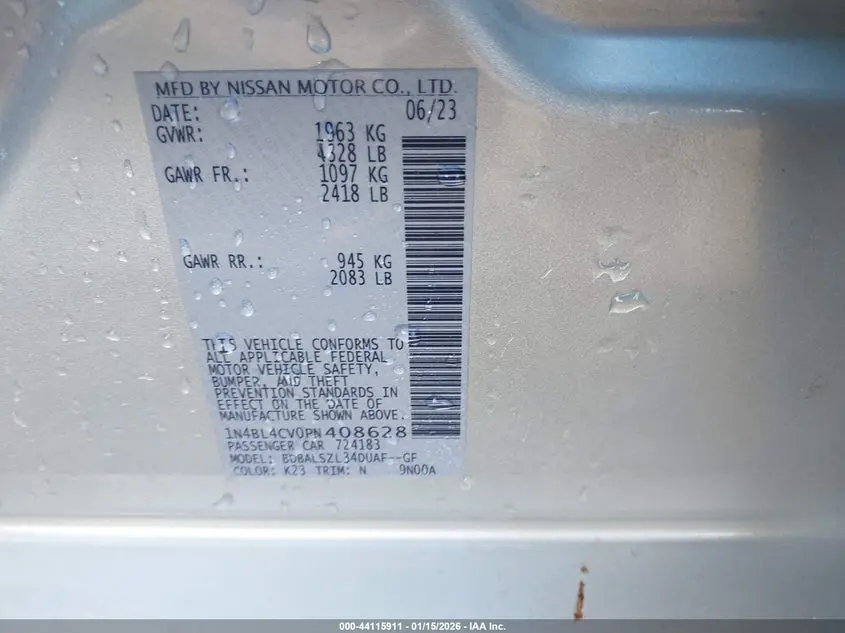 MFD BY NISSAN MOTOR CO., LTD.
DATE: 06/23
GVWR: 1963 KG
4328 LB
GAWR FR.: 1097 KG
2418 LB
GAWR RR.: 945 KG
2083 LB
THIS VEHICLE CONFORMS TO
ALL APPLICABLE FEDERAL
MOTOR VEHICLE SAFETY,
BUMPER, AND THEFT
PREVENTION STANDARDS IN
EFFECT ON THE DATE OF
MANUFACTURE SHOWN ABOVE.
1N4BL4CV0PN408628
PASSENGER CAR 724183
MODEL: BDBALSZL34DUAF--GF
COLOR: K23 TRIM: N 9N00A
000-44115911 - 01/15/2026 - IAA Inc.